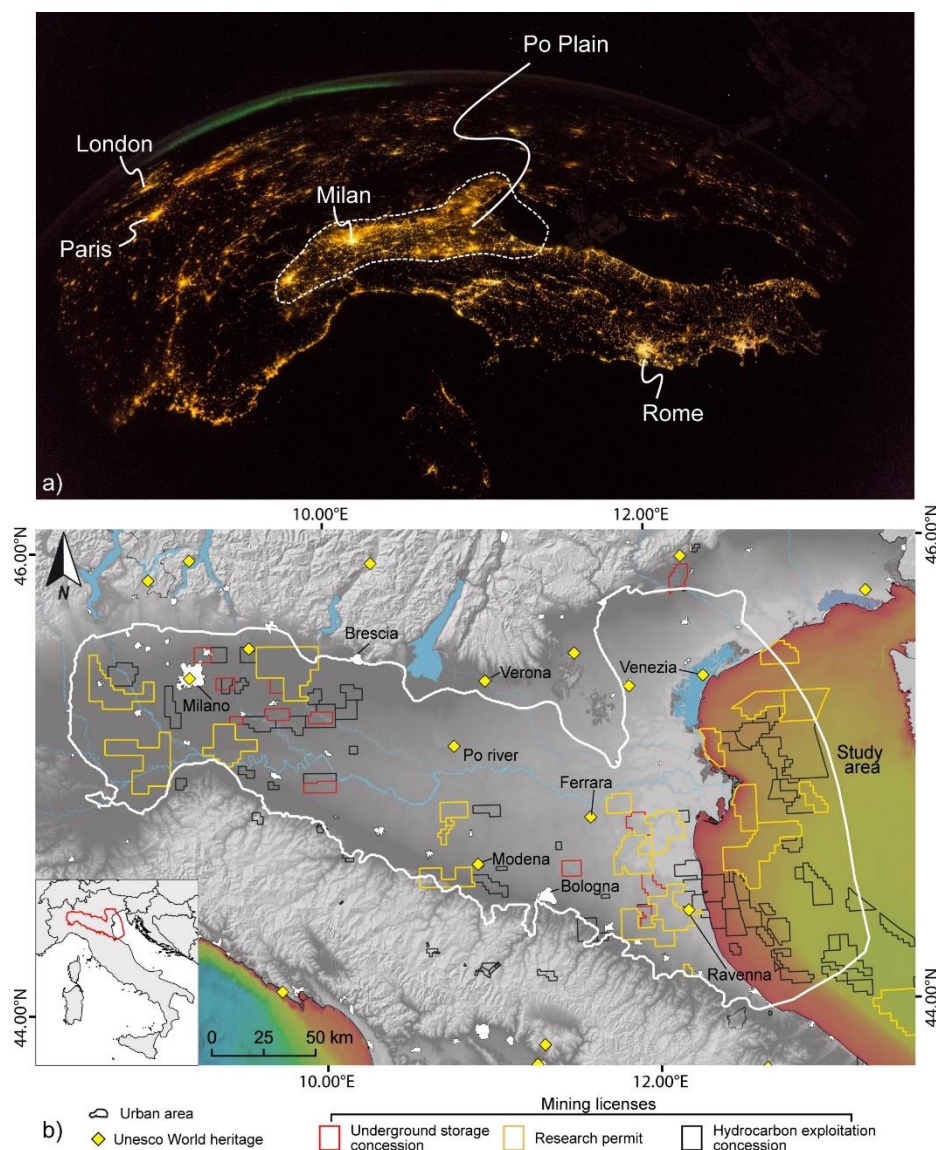 Po Plain
London
Milan
Paris
Rome
a)
10.00°E
12.00°E
46.00°N
46.00°N
N
Brescia
Verona
Venezia
Milano
Study
area
Po river
Ferrara
Modena
Bologna
Ravenna
44.00°N
44.00°N
0 25 50 km
10.00°E
12.00°E
Mining licenses
b)
Urban area
Unesco World heritage
Underground storage
concession
Research permit
Hydrocarbon exploitation
concession